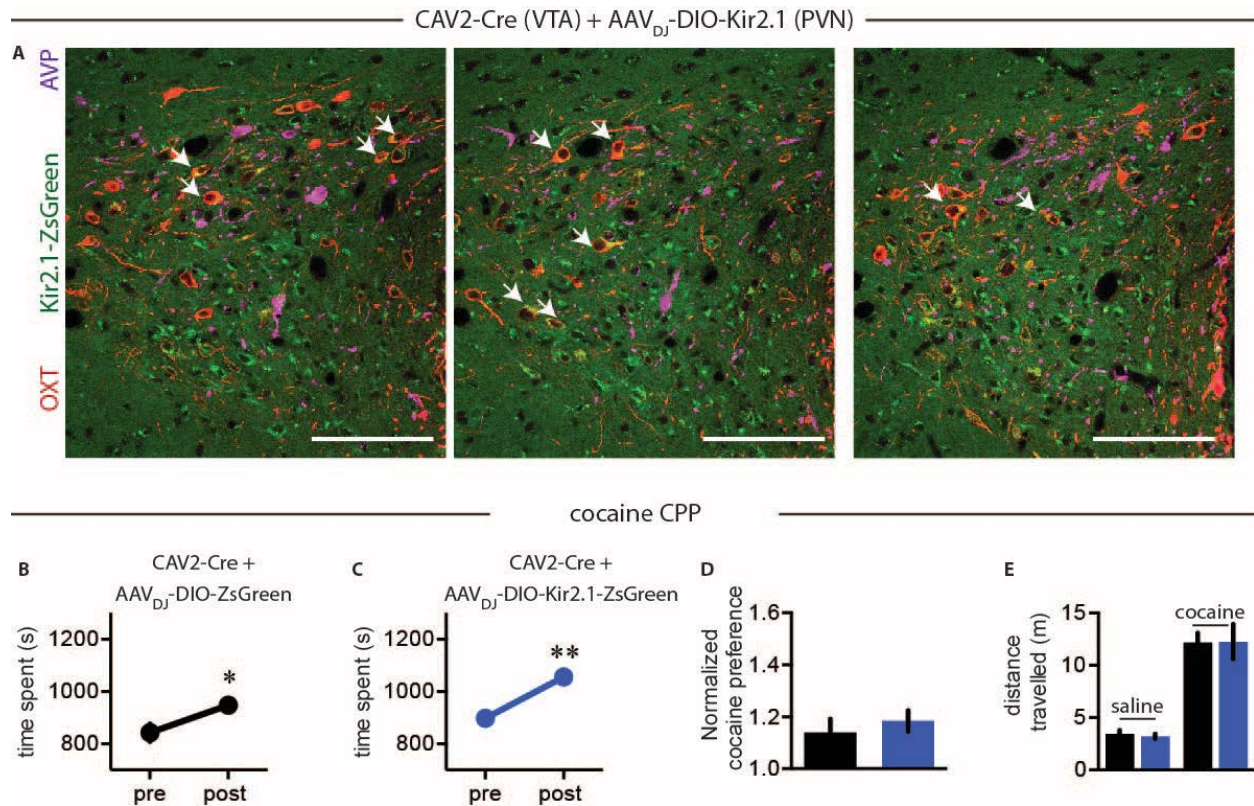 CAV2-Cre (VTA) + AAVDJ-DIO-Kir2.1 (PVN)
A
AVP
Kir2.1-ZsGreen
OXT
cocaine CPP
B
CAV2-Cre +
AAVDJ-DIO-ZsGreen
time spent (s)
1200
1000
800
*
pre post
C
CAV2-Cre +
AAVDJ-DIO-Kir2.1-ZsGreen
time spent (s)
1200
1000
800
**
pre post
D
Normalized
cocaine preference
1.6
1.4
1.2
1.0
E
distance
travelled (m)
15
10
5
0
saline
cocaine